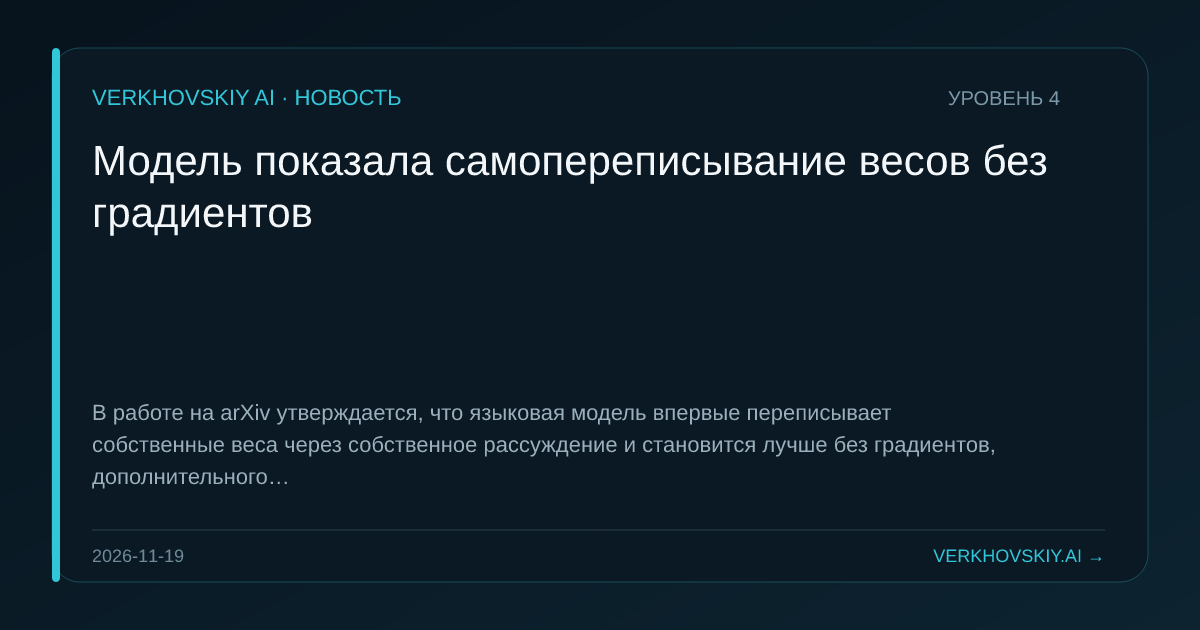 VERKHOVSKIY AI · НОВОСТЬ
УРОВЕНЬ 4
Модель показала самопереписывание весов без
градиентов
В работе на arXiv утверждается, что языковая модель впервые переписывает
собственные веса через собственное рассуждение и становится лучше без градиентов,
дополнительного…
2026-11-19
VERKHOVSKIY.AI →